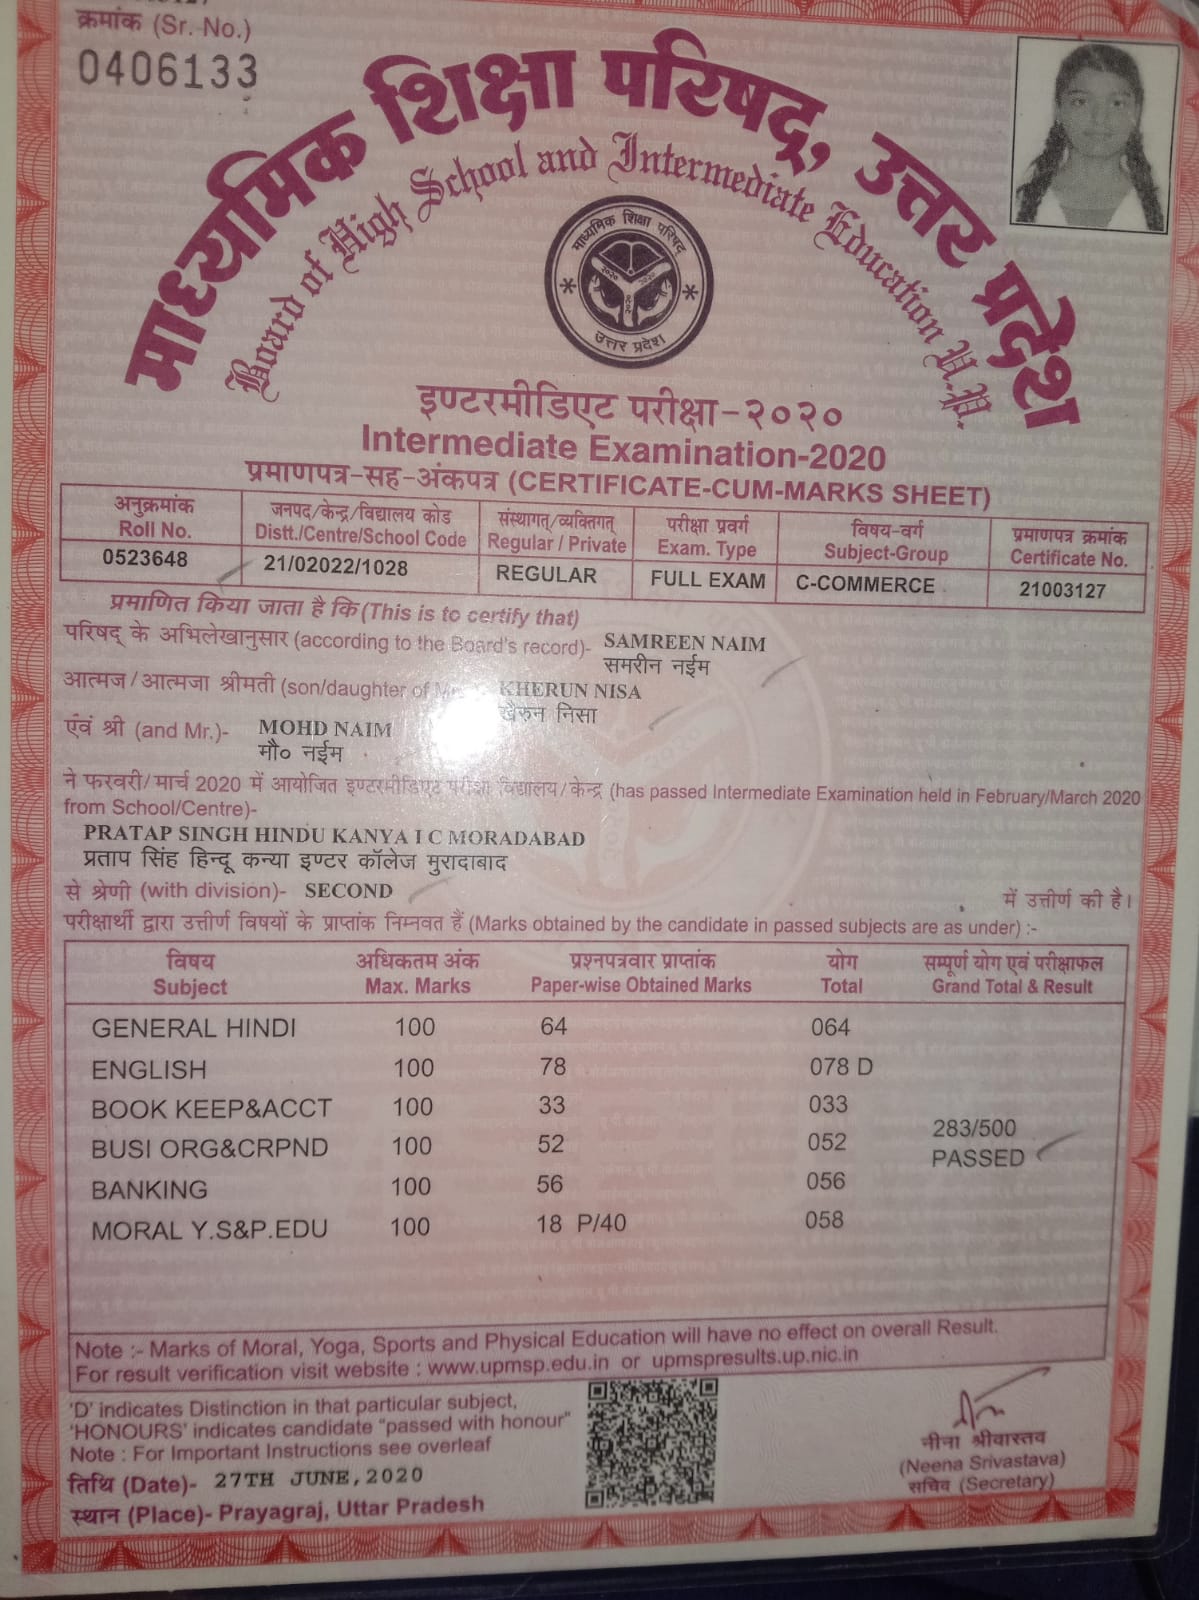 क्रमांक (Sr. No.)
0406133
माध्यमिक शिक्षा परिषद्, उत्तर प्रदेश
Board of High School and Intermediate Education U.P.
माध्यमिक शिक्षा परिषद्
उत्तर प्रदेश
इण्टरमीडिएट परीक्षा-२०२०
Intermediate Examination-2020
प्रमाणपत्र-सह-अंकपत्र (CERTIFICATE-CUM-MARKS SHEET)
अनुक्रमांक जनपद/केन्द्र/विद्यालय कोड संस्थागत्/व्यक्तिगत् परीक्षा प्रवर्ग विषय-वर्ग प्रमाणपत्र क्रमांक
Roll No. Distt./Centre/School Code Regular / Private Exam. Type Subject-Group Certificate No.
0523648 21/02022/1028 REGULAR FULL EXAM C-COMMERCE 21003127
प्रमाणित किया जाता है कि (This is to certify that)
परिषद् के अभिलेखानुसार (according to the Board's record)- SAMREEN NAIM
समरीन नईम
आत्मज/आत्मजा श्रीमती (son/daughter of KHERUN NISA
खैरुन निसा
एंवं श्री (and Mr.)- MOHD NAIM
मौ० नईम
ने फरवरी/मार्च 2020 में आयोजित इण्टरमीडिएट परीक्षा विद्यालय/केन्द्र (has passed Intermediate Examination held in February/March 2020
from School/Centre)-
PRATAP SINGH HINDU KANYA I C MORADABAD
प्रताप सिंह हिन्दू कन्या इण्टर कॉलेज मुरादाबाद
से श्रेणी (with division)- SECOND में उत्तीर्ण की है।
परीक्षार्थी द्वारा उत्तीर्ण विषयों के प्राप्तांक निम्नवत हैं (Marks obtained by the candidate in passed subjects are as under) :-
विषय अधिकतम अंक प्रश्नपत्रवार प्राप्तांक योग सम्पूर्ण योग एवं परीक्षाफल
Subject Max. Marks Paper-wise Obtained Marks Total Grand Total & Result
GENERAL HINDI 100 64 064
ENGLISH 100 78 078 D
BOOK KEEP&ACCT 100 33 033
BUSI ORG&CRPND 100 52 052 283/500
PASSED
BANKING 100 56 056
MORAL Y.S&P.EDU 100 18 P/40 058
Note :- Marks of Moral, Yoga, Sports and Physical Education will have no effect on overall Result.
For result verification visit website : www.upmsp.edu.in or upmspresults.up.nic.in
'D' indicates Distinction in that particular subject,
'HONOURS' indicates candidate "passed with honour"
Note : For Important Instructions see overleaf
तिथि (Date)- 27TH JUNE,2020
स्थान (Place)- Prayagraj, Uttar Pradesh
नीना श्रीवास्तव
(Neena Srivastava)
सचिव (Secretary)